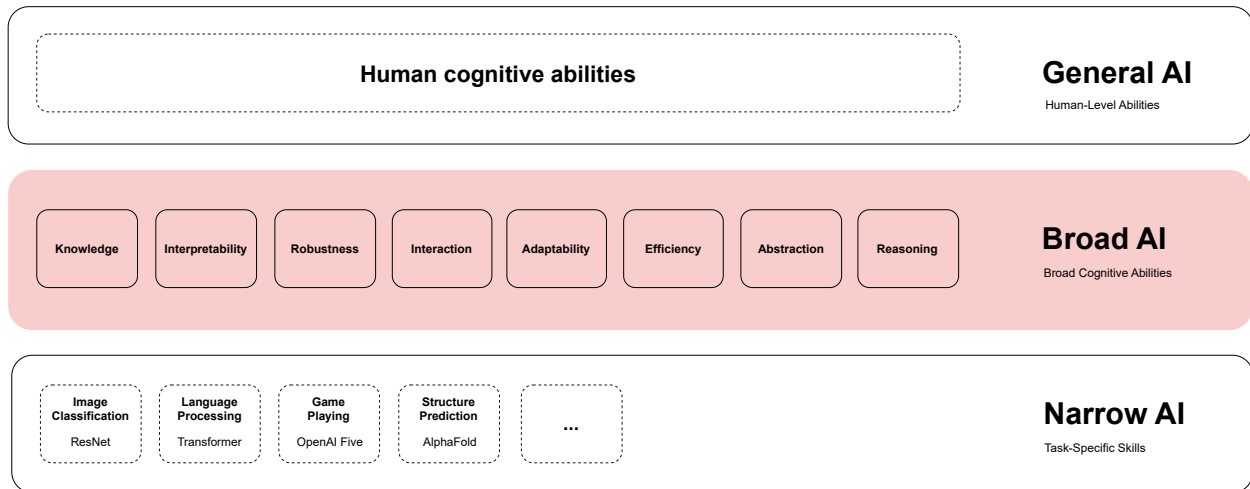 Human cognitive abilities
General AI
Human-Level Abilities
Knowledge
Interpretability
Robustness
Interaction
Adaptability
Efficiency
Abstraction
Reasoning
Broad AI
Broad Cognitive Abilities
Image
Classification
ResNet
Language
Processing
Transformer
Game
Playing
OpenAI Five
Structure
Prediction
AlphaFold
...
Narrow AI
Task-Specific Skills